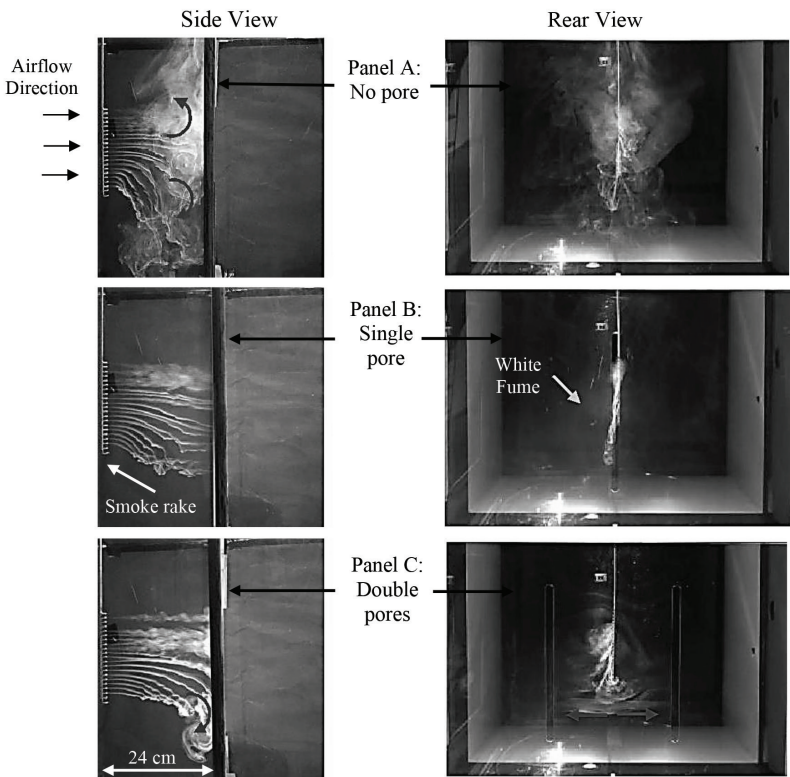 Side View
Rear View
Airflow
Direction
Panel A:
No pore
Panel B:
Single
pore
White
Fume
Smoke rake
Panel C:
Double
pores
24 cm